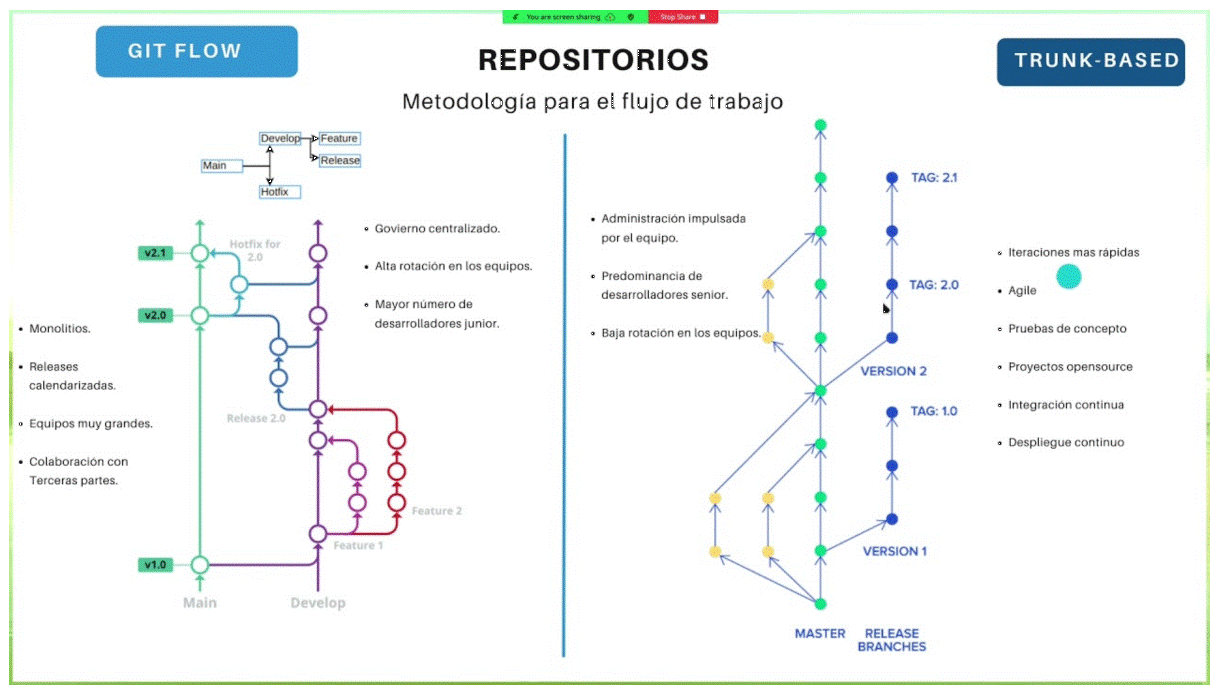 You are screen sharing
Stop Share
GIT FLOW
REPOSITORIOS
TRUNK-BASED
Metodología para el flujo de trabajo
Develop
Feature
Main
Release
Hotfix
Monolitios.
Releases
calendarizadas.
Equipos muy grandes.
Colaboración con
Terceras partes.
v2.1
Hotfix for
2.0
v2.0
Release 2.0
Feature 2
Feature 1
v1.0
Main
Develop
Govierno centralizado.
Alta rotación en los equipos.
Mayor número de
desarrolladores junior.
Administración impulsada
por el equipo.
Predominancia de
desarrolladores senior.
Baja rotación en los equipos.
TAG: 2.1
TAG: 2.0
VERSION 2
TAG: 1.0
VERSION 1
MASTER
RELEASE
BRANCHES
Iteraciones mas rápidas
Agile
Pruebas de concepto
Proyectos opensource
Integración continua
Despliegue continuo